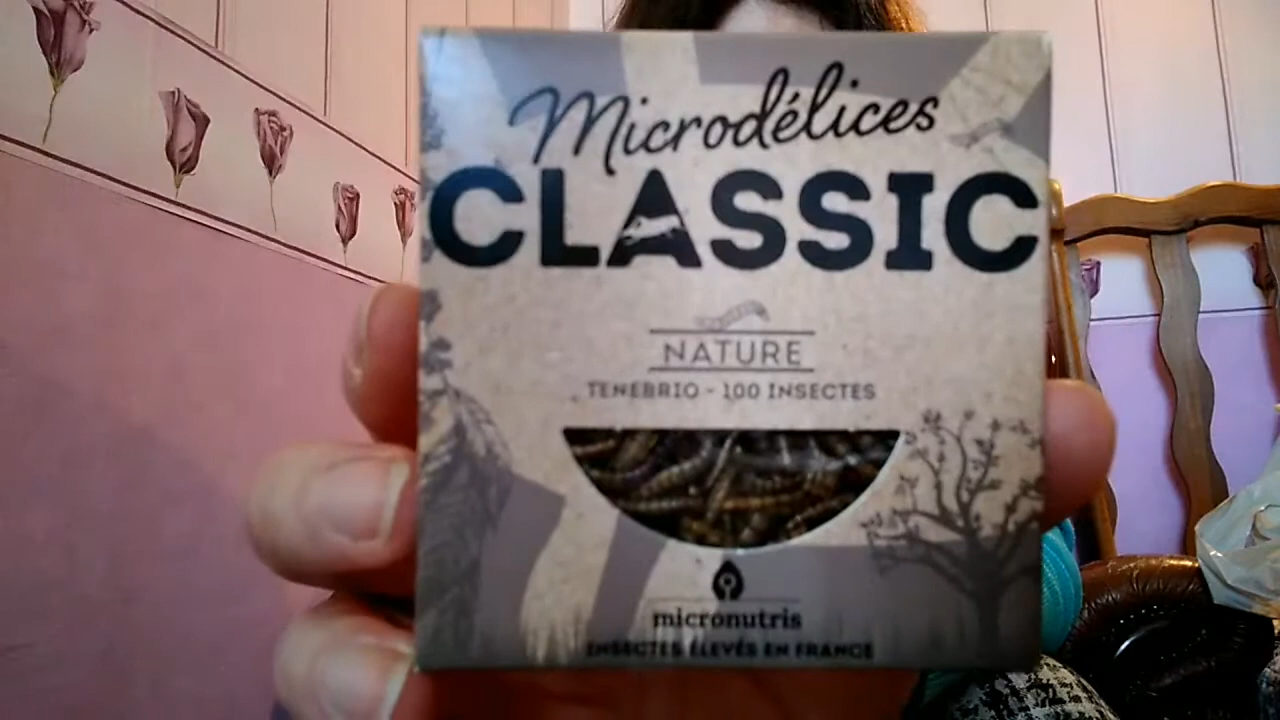 Microdélices
CLASSIC
NATURE
TENEBRIO - 100 INSECTES
micronutris
INSECTES ÉLEVÉS EN FRANCE